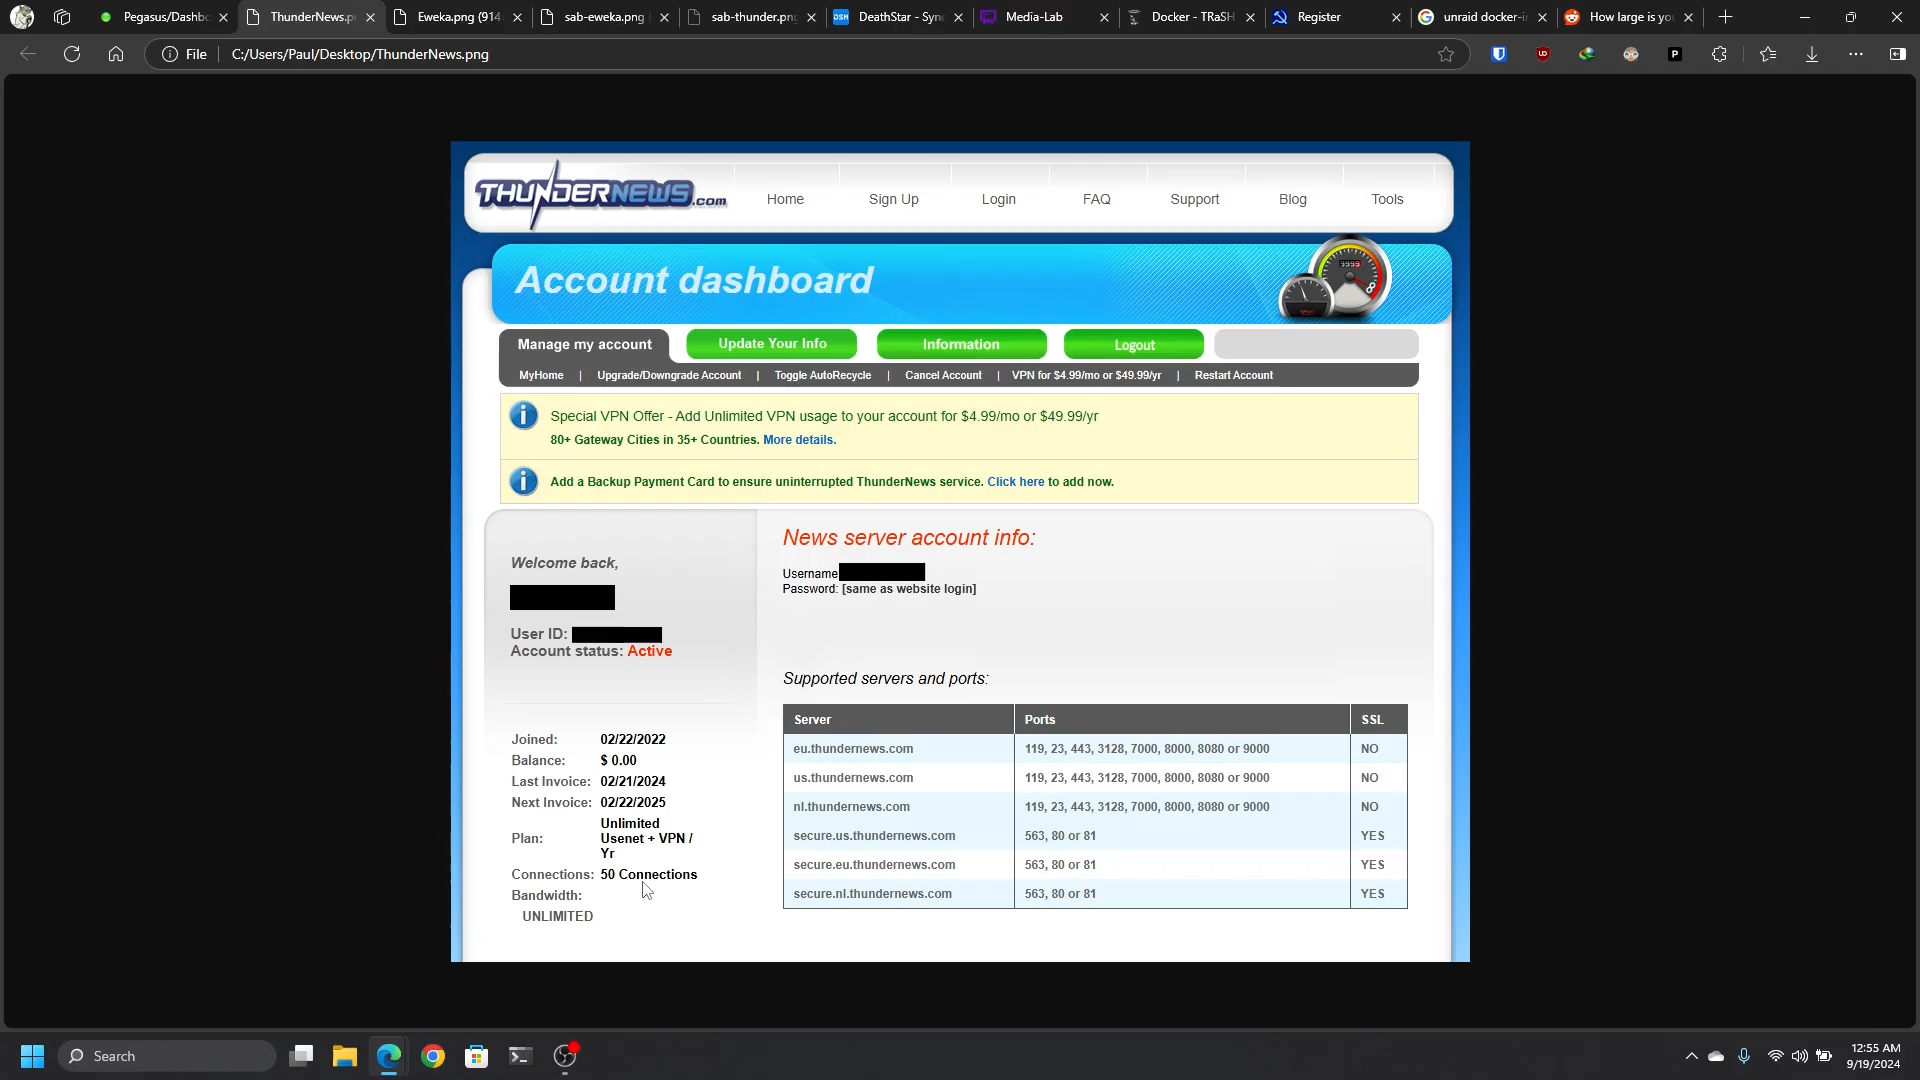 Pegasus/Dashbo
ThunderNews.p
Eweka.png (914
sab-eweka.png
sab-thunder.png
DSM
DeathStar - Syno
Media-Lab
Docker - TRaSH
Register
unraid docker-i
How large is yo
File
C:/Users/Paul/Desktop/ThunderNews.png
THUNDERNEWS.com
Home
Sign Up
Login
FAQ
Support
Blog
Tools
Account dashboard
Manage my account
Update Your Info
Information
Logout
MyHome | Upgrade/Downgrade Account | Toggle AutoRecycle | Cancel Account | VPN for $4.99/mo or $49.99/yr | Restart Account
Special VPN Offer - Add Unlimited VPN usage to your account for $4.99/mo or $49.99/yr
80+ Gateway Cities in 35+ Countries. More details.
Add a Backup Payment Card to ensure uninterrupted ThunderNews service. Click here to add now.
Welcome back,
User ID:
Account status: Active
Joined: 02/22/2022
Balance: $ 0.00
Last Invoice: 02/21/2024
Next Invoice: 02/22/2025
Plan: Unlimited
Usenet + VPN /
Yr
Connections: 50 Connections
Bandwidth:
UNLIMITED
News server account info:
Username
Password: [same as website login]
Supported servers and ports:
Server Ports SSL
eu.thundernews.com 119, 23, 443, 3128, 7000, 8000, 8080 or 9000 NO
us.thundernews.com 119, 23, 443, 3128, 7000, 8000, 8080 or 9000 NO
nl.thundernews.com 119, 23, 443, 3128, 7000, 8000, 8080 or 9000 NO
secure.us.thundernews.com 563, 80 or 81 YES
secure.eu.thundernews.com 563, 80 or 81 YES
secure.nl.thundernews.com 563, 80 or 81 YES
Search
12:55 AM
9/19/2024